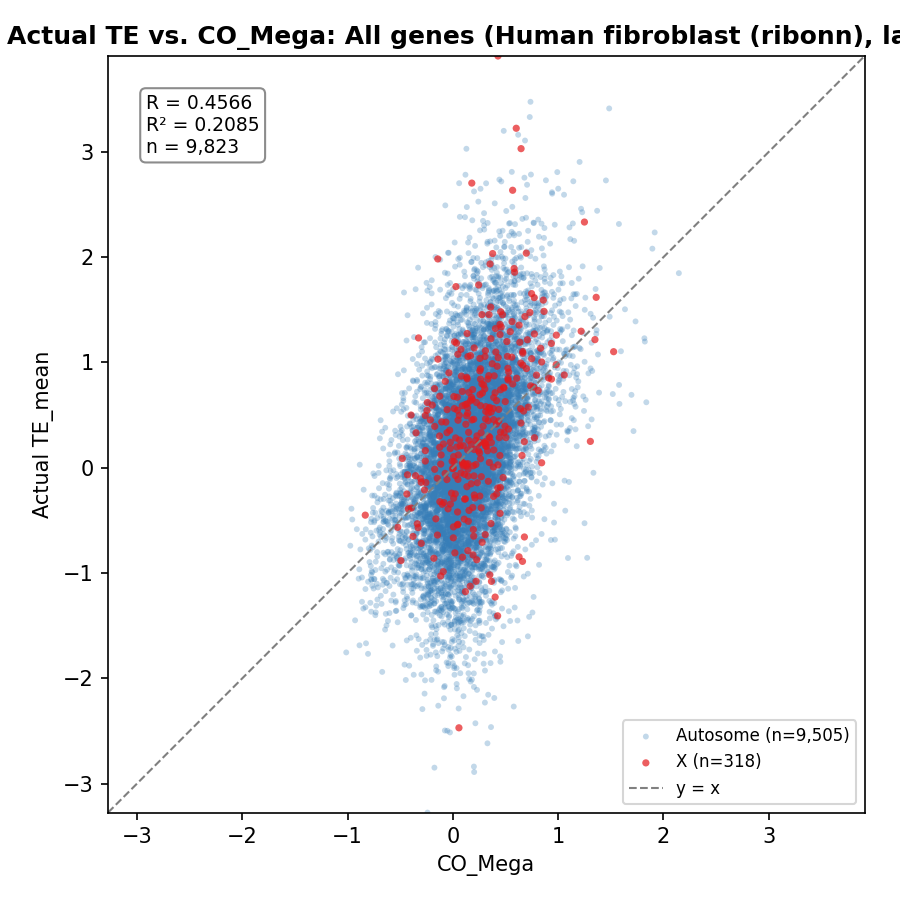 Actual TE vs. CO_Mega: All genes (Human fibroblast (ribonn), la
R = 0.4566
R² = 0.2085
n = 9,823
3
2
1
0
−1
−2
−3
Actual TE_mean
Autosome (n=9,505)
X (n=318)
y = x
−3 −2 −1 0 1 2 3
CO_Mega